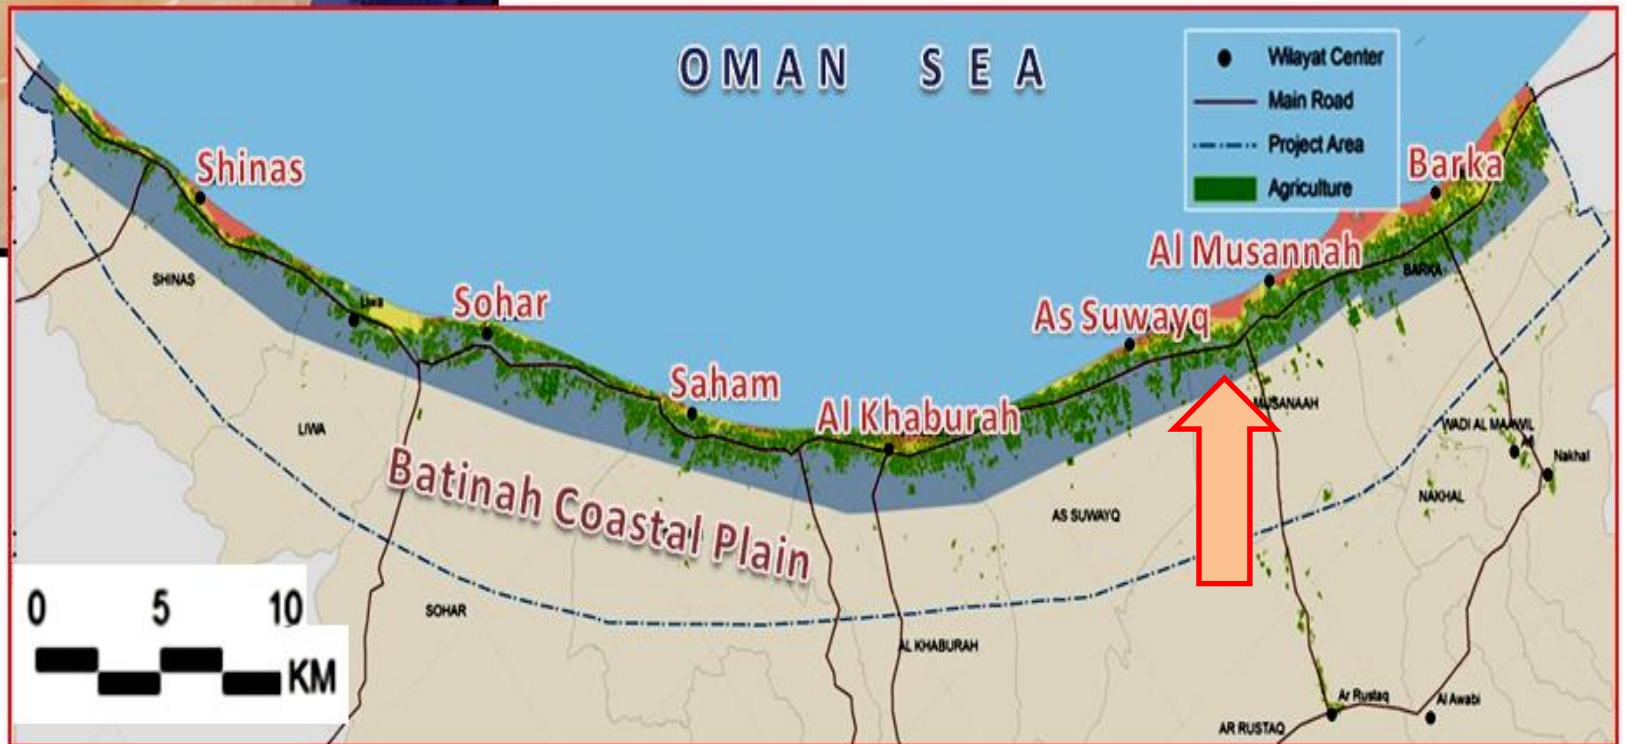 OMAN SEA
Wilayat Center
Main Road
Project Area
Agriculture
Shinas
Barka
Al Musannah
As Suwayq
Sohar
Saham
Al Khaburah
Liwa
SHINAS
BARKA
LIWA
MUSANAAH
WADI AL MAAWIL
Nakhal
NAKHAL
AS SUWAYQ
Batinah Coastal Plain
SOHAR
AL KHABURAH
Ar Rustaq
Al Awabi
AR RUSTAQ
0 5 10
KM